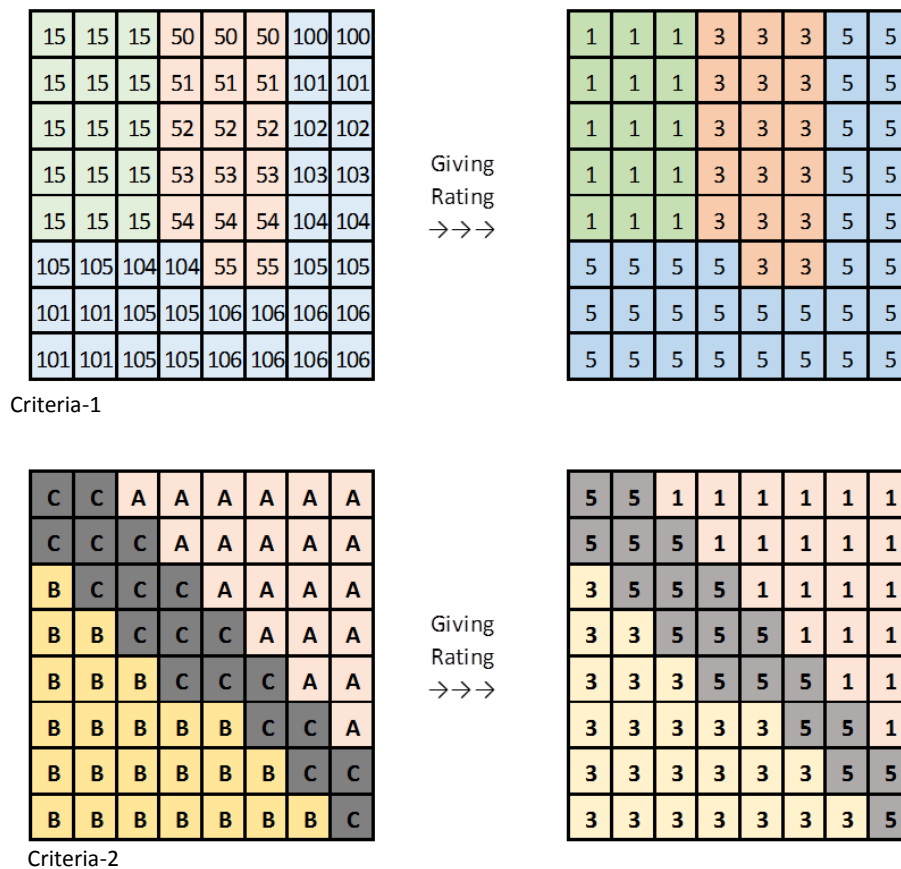 15 15 15 50 50 50 100 100 1 1 1 3 3 3 5 5
15 15 15 51 51 51 101 101 1 1 1 3 3 3 5 5
15 15 15 52 52 52 102 102 1 1 1 3 3 3 5 5
15 15 15 53 53 53 103 103 Giving 1 1 1 3 3 3 5 5
Rating
15 15 15 54 54 54 104 104 →→→ 1 1 1 3 3 3 5 5
105 105 104 104 55 55 105 105 5 5 5 5 3 3 5 5
101 101 105 105 106 106 106 106 5 5 5 5 5 5 5 5
101 101 105 105 106 106 106 106 5 5 5 5 5 5 5 5
Criteria-1
C C A A A A A A 5 5 1 1 1 1 1 1
C C C A A A A A 5 5 5 1 1 1 1 1
B C C C A A A A 3 5 5 5 1 1 1 1
B B C C C A A A Giving 3 3 5 5 5 1 1 1
Rating
B B B C C C A A →→→ 3 3 3 5 5 5 1 1
B B B B B C C A 3 3 3 3 3 5 5 1
B B B B B B C C 3 3 3 3 3 3 5 5
B B B B B B B C 3 3 3 3 3 3 3 5
Criteria-2